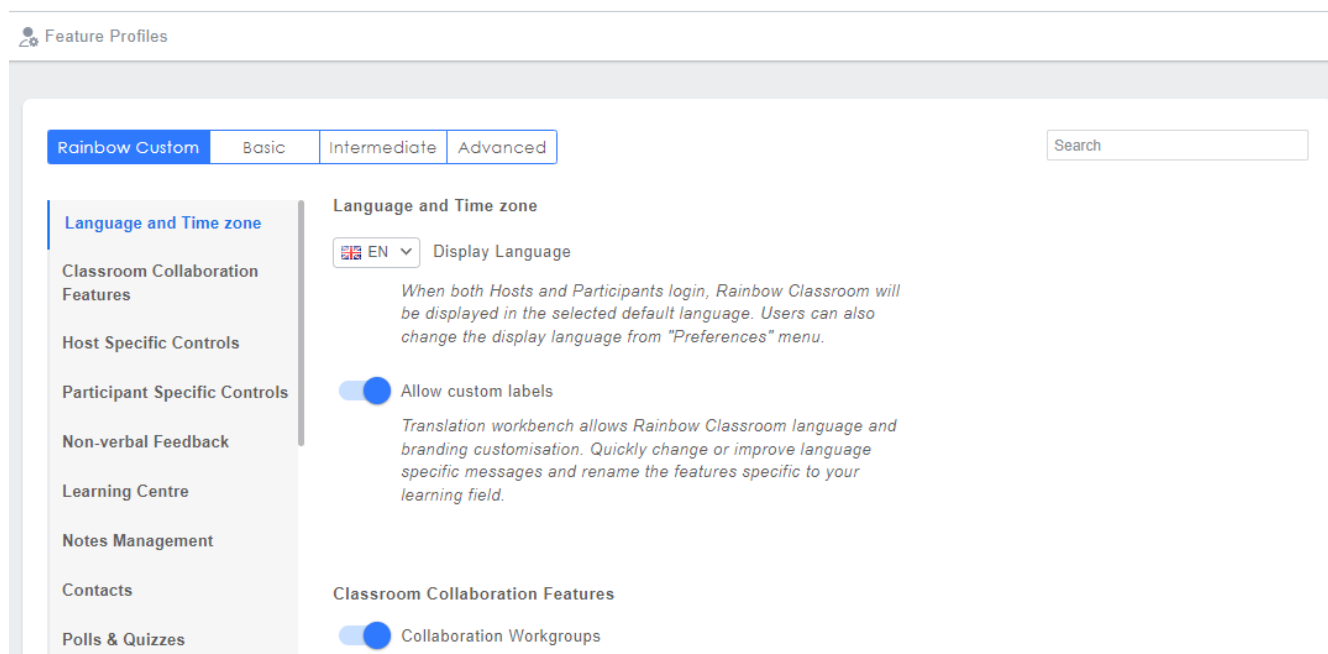 Feature Profiles
Rainbow Custom
Basic
Intermediate
Advanced
Search
Language and Time zone
Classroom Collaboration
Features
Host Specific Controls
Participant Specific Controls
Non-verbal Feedback
Learning Centre
Notes Management
Contacts
Polls & Quizzes
Language and Time zone
EN
Display Language
When both Hosts and Participants login, Rainbow Classroom will
be displayed in the selected default language. Users can also
change the display language from "Preferences" menu.
Allow custom labels
Translation workbench allows Rainbow Classroom language and
branding customisation. Quickly change or improve language
specific messages and rename the features specific to your
learning field.
Classroom Collaboration Features
Collaboration Workgroups